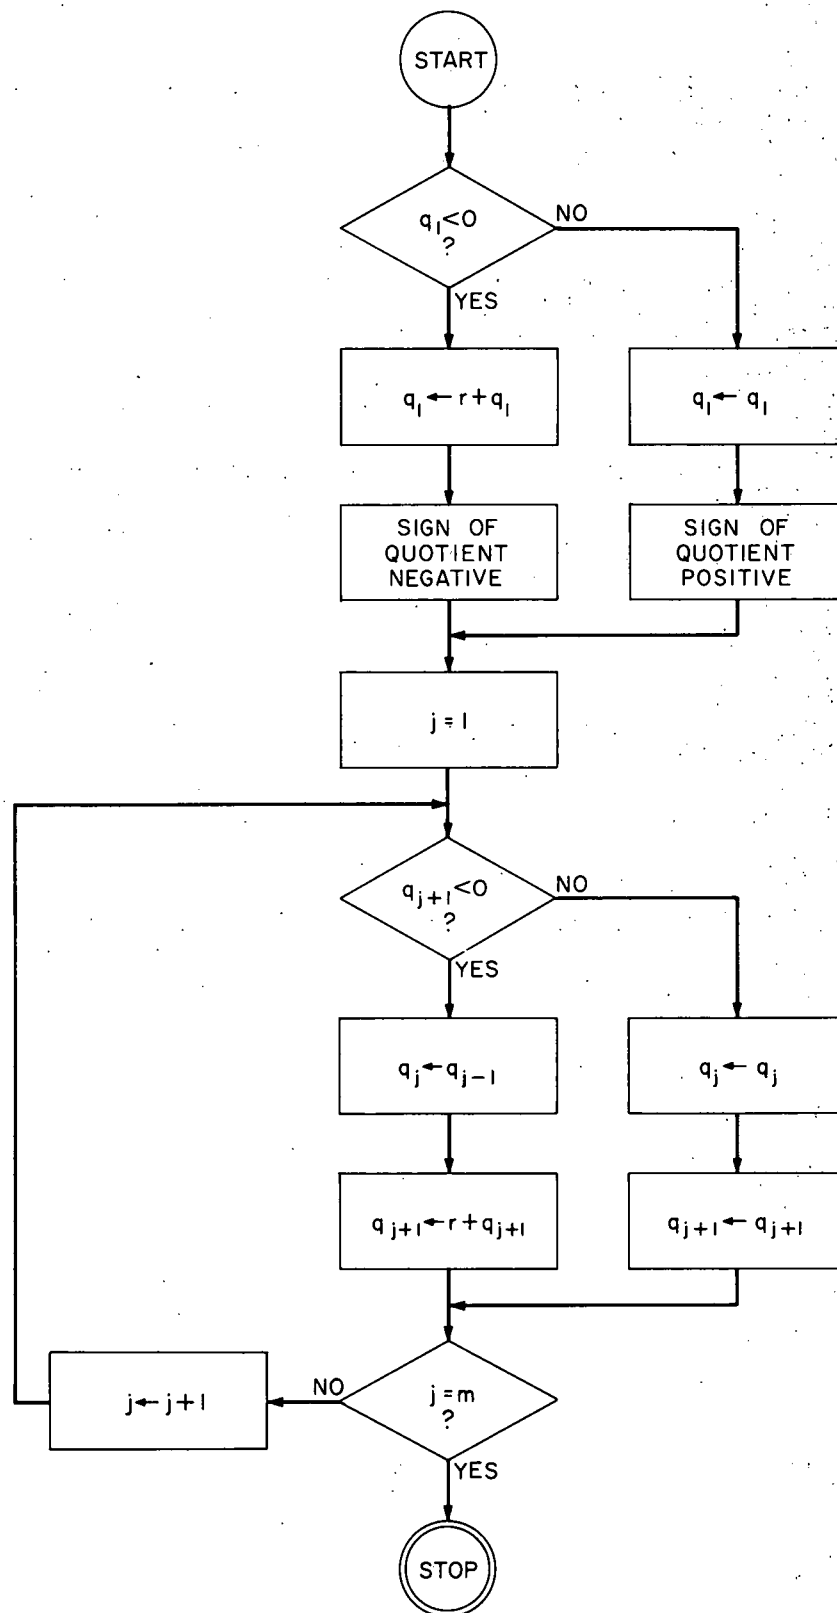 START
q₁<0
?
NO
YES
q₁←r+q₁
q₁←q₁
SIGN OF
QUOTIENT
NEGATIVE
SIGN OF
QUOTIENT
POSITIVE
j=1
qⱼ₊₁<0
?
NO
YES
qⱼ←qⱼ₋₁
qⱼ←qⱼ
qⱼ₊₁←r+qⱼ₊₁
qⱼ₊₁←qⱼ₊₁
j←j+1
NO
j=m
?
YES
STOP